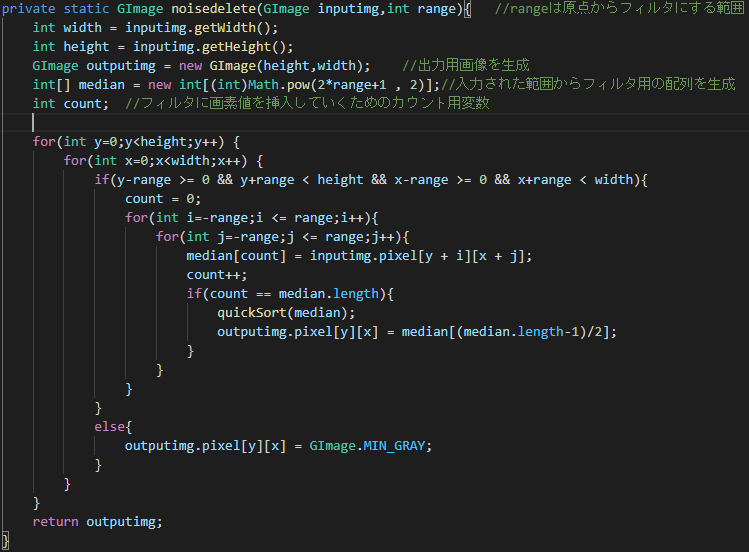 private static GImage noisedelete(GImage inputimg,int range){   //rangeは原点からフィルタにする範囲
    int width = inputimg.getWidth();
    int height = inputimg.getHeight();
    GImage outputimg = new GImage(height,width);    //出力用画像を生成
    int[] median = new int[(int)Math.pow(2*range+1 , 2)];//入力された範囲からフィルタ用の配列を生成
    int count;  //フィルタに画素値を挿入していくためのカウント用変数

    for(int y=0;y<height;y++) {
        for(int x=0;x<width;x++) {
            if(y-range >= 0 && y+range < height && x-range >= 0 && x+range < width){
                count = 0;
                for(int i=-range;i <= range;i++){
                    for(int j=-range;j <= range;j++){
                        median[count] = inputimg.pixel[y + i][x + j];
                        count++;
                        if(count == median.length){
                            quickSort(median);
                            outputimg.pixel[y][x] = median[(median.length-1)/2];
                        }
                    }
                }
            }
            else{
                outputimg.pixel[y][x] = GImage.MIN_GRAY;
            }
        }
    }
    return outputimg;
}